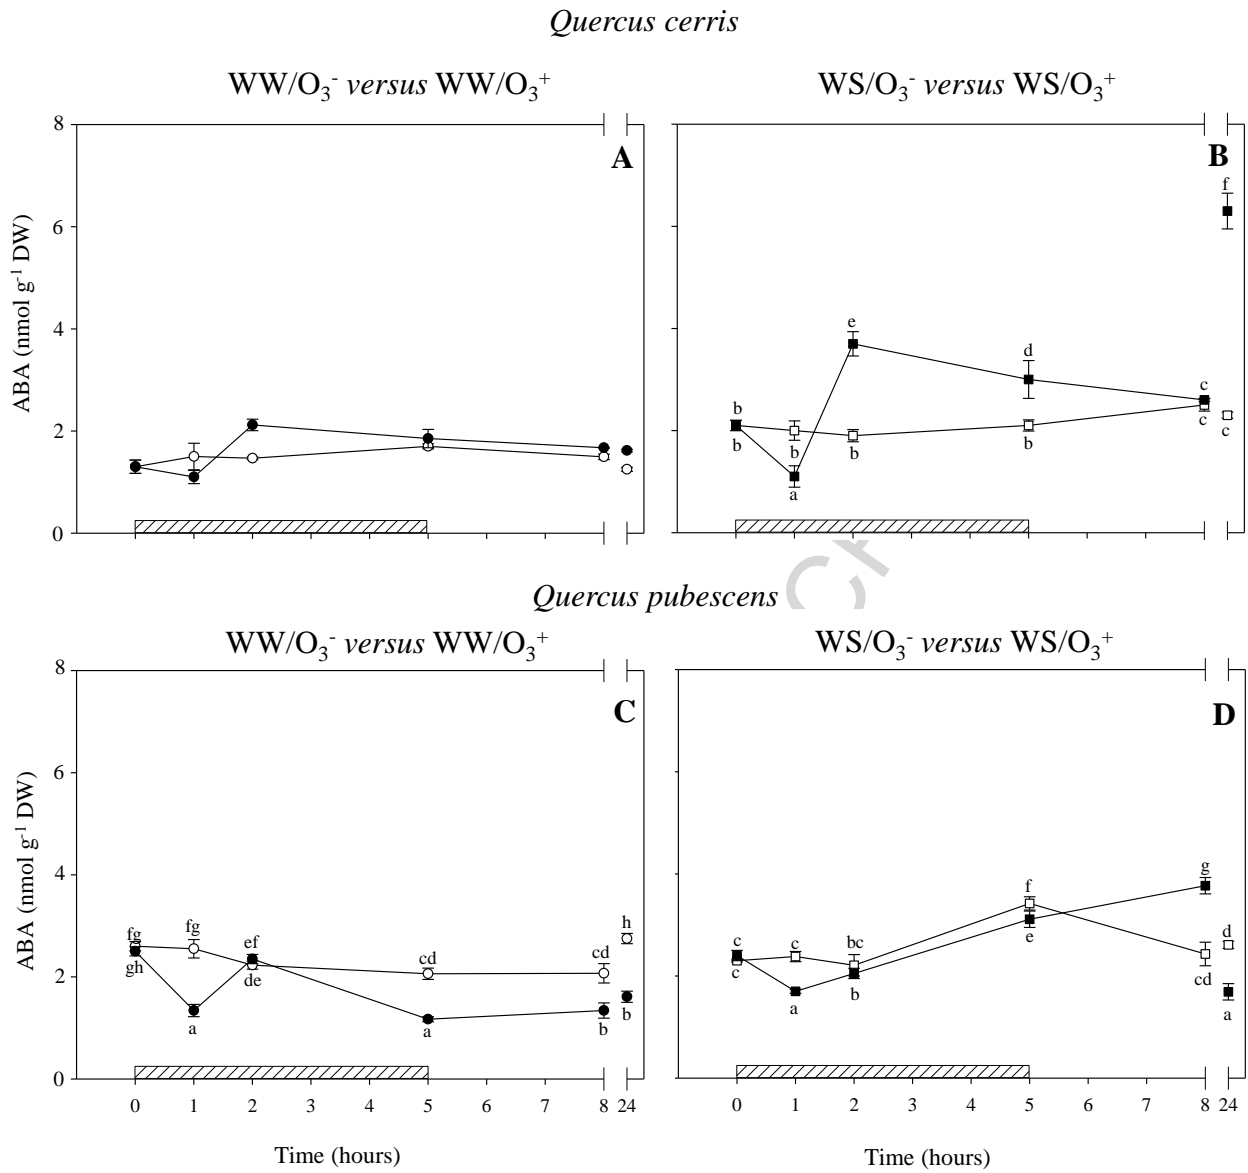 Quercus cerris
WW/O₃⁻ versus WW/O₃⁺
WS/O₃⁻ versus WS/O₃⁺
8
A
B
f
6
ABA (nmol g⁻¹ DW)
4
e
d
c
b
2
b
b
b
b
c
c
a
0
Quercus pubescens
WW/O₃⁻ versus WW/O₃⁺
WS/O₃⁻ versus WS/O₃⁺
8
C
D
6
ABA (nmol g⁻¹ DW)
4
g
f
fg
fg
ef
cd
cd
h
c
c
bc
e
d
2
gh
de
c
b
cd
a
a
b
b
a
a
0
0 1 2 5 6 7 8 24
0 1 2 3 4 5 6 7 8 24
Time (hours)
Time (hours)